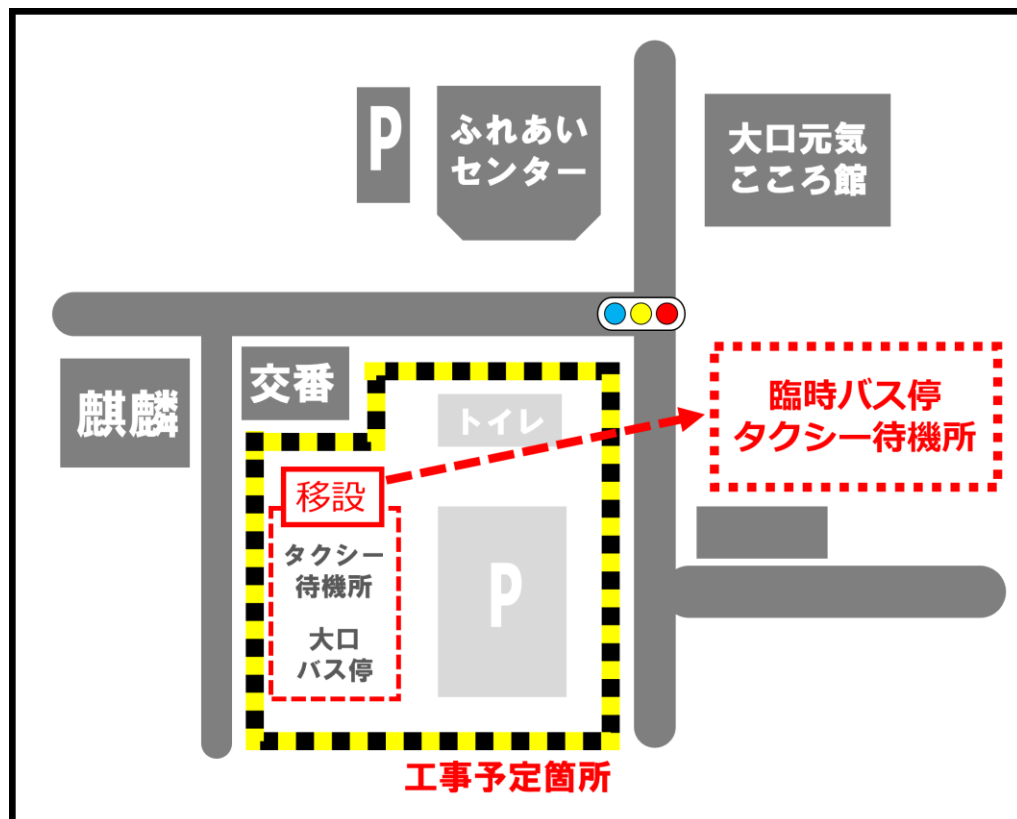 P
ふれあい
センター
大口元気
こころ館
麒麟
交番
トイレ
臨時バス停
タクシー待機所
移設
タクシー
待機所
大口
バス停
P
工事予定箇所